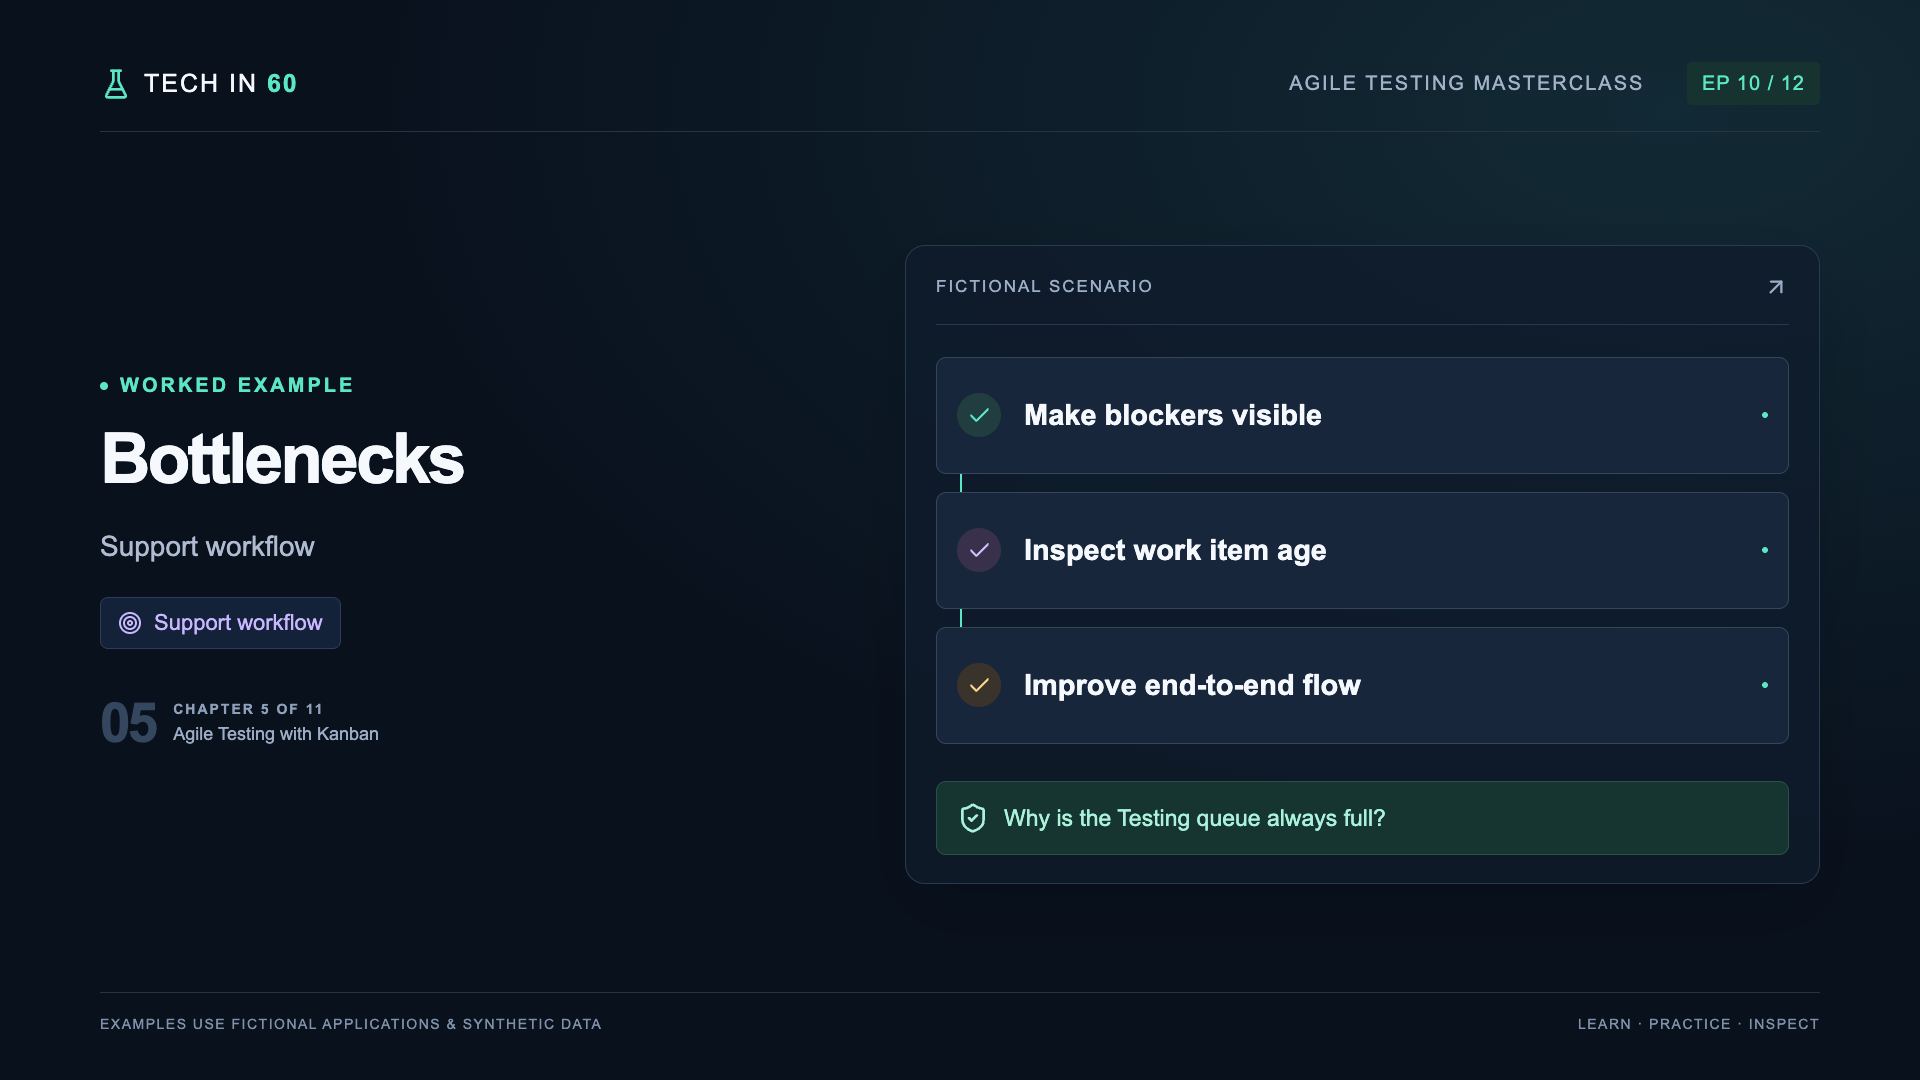 TECH IN 60
AGILE TESTING MASTERCLASS
EP 10 / 12
WORKED EXAMPLE
Bottlenecks
Support workflow
Support workflow
05
CHAPTER 5 OF 11
Agile Testing with Kanban
FICTIONAL SCENARIO
Make blockers visible
Inspect work item age
Improve end-to-end flow
Why is the Testing queue always full?
EXAMPLES USE FICTIONAL APPLICATIONS & SYNTHETIC DATA
LEARN · PRACTICE · INSPECT